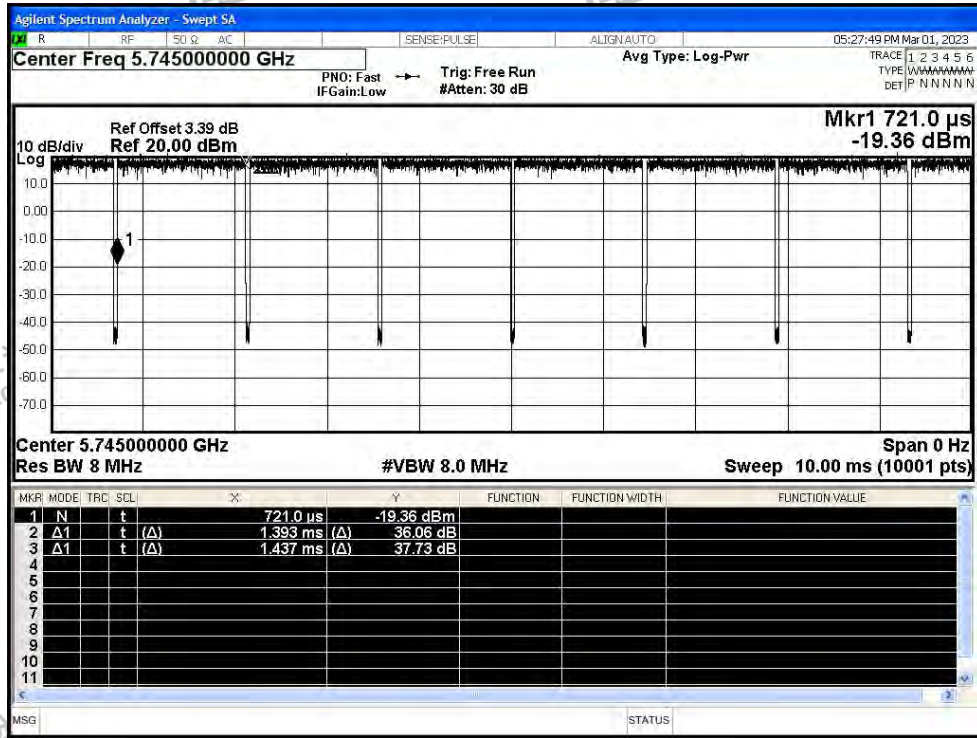 Agilent Spectrum Analyzer - Swept SA
LXI R RF 50 Ω AC SENSE:PULSE ALIGN AUTO 05:27:49 PM Mar 01, 2023
Center Freq 5.745000000 GHz
PNO: Fast
IFGain:Low
Trig: Free Run
#Atten: 30 dB
Avg Type: Log-Pwr
TRACE 1 2 3 4 5 6
TYPE WWWWWW
DET P N N N N N
Mkr1 721.0 µs
-19.36 dBm
Ref Offset 3.39 dB
10 dB/div Ref 20.00 dBm
Log
10.0
0.00
-10.0
1
-20.0
-30.0
-40.0
-50.0
-60.0
-70.0
Center 5.745000000 GHz Span 0 Hz
Res BW 8 MHz #VBW 8.0 MHz Sweep 10.00 ms (10001 pts)
MKR MODE TRC SCL X Y FUNCTION FUNCTION WIDTH FUNCTION VALUE
1 N t 721.0 µs -19.36 dBm
2 Δ1 t (Δ) 1.393 ms (Δ) 36.06 dB
3 Δ1 t (Δ) 1.437 ms (Δ) 37.73 dB
4
5
6
7
8
9
10
11
MSG STATUS